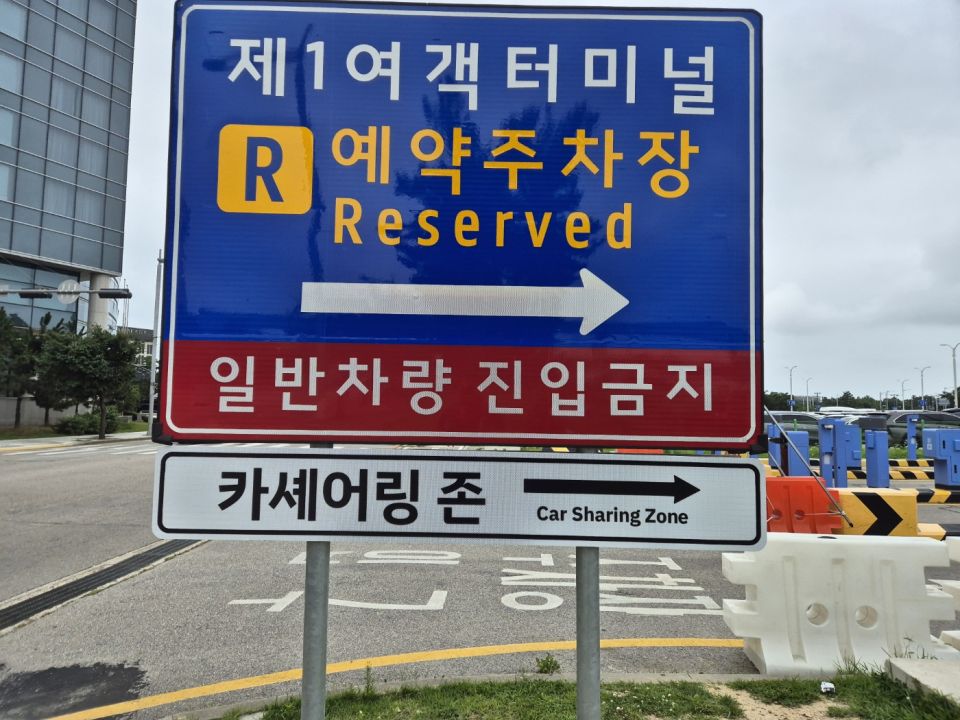 제1여객터미널
R 예약주차장
Reserved
일반차량 진입금지
카셰어링 존
Car Sharing Zone